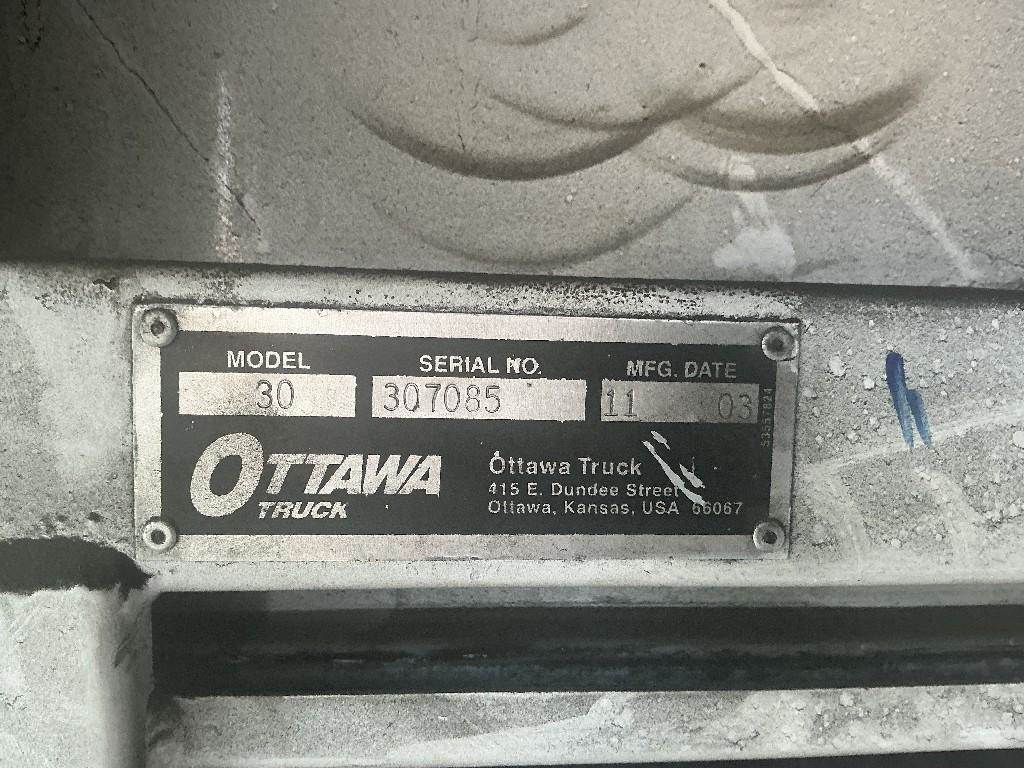 MODEL SERIAL NO. MFG. DATE
30 307085 11 03
OTTAWA
TRUCK
Ottawa Truck
415 E. Dundee Street
Ottawa, Kansas, USA 66067